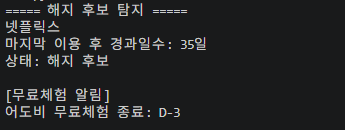 ===== 해지 후보 탐지 =====
넷플릭스
마지막 이용 후 경과일수: 35일
상태: 해지 후보

[무료체험 알림]
어도비 무료체험 종료: D-3